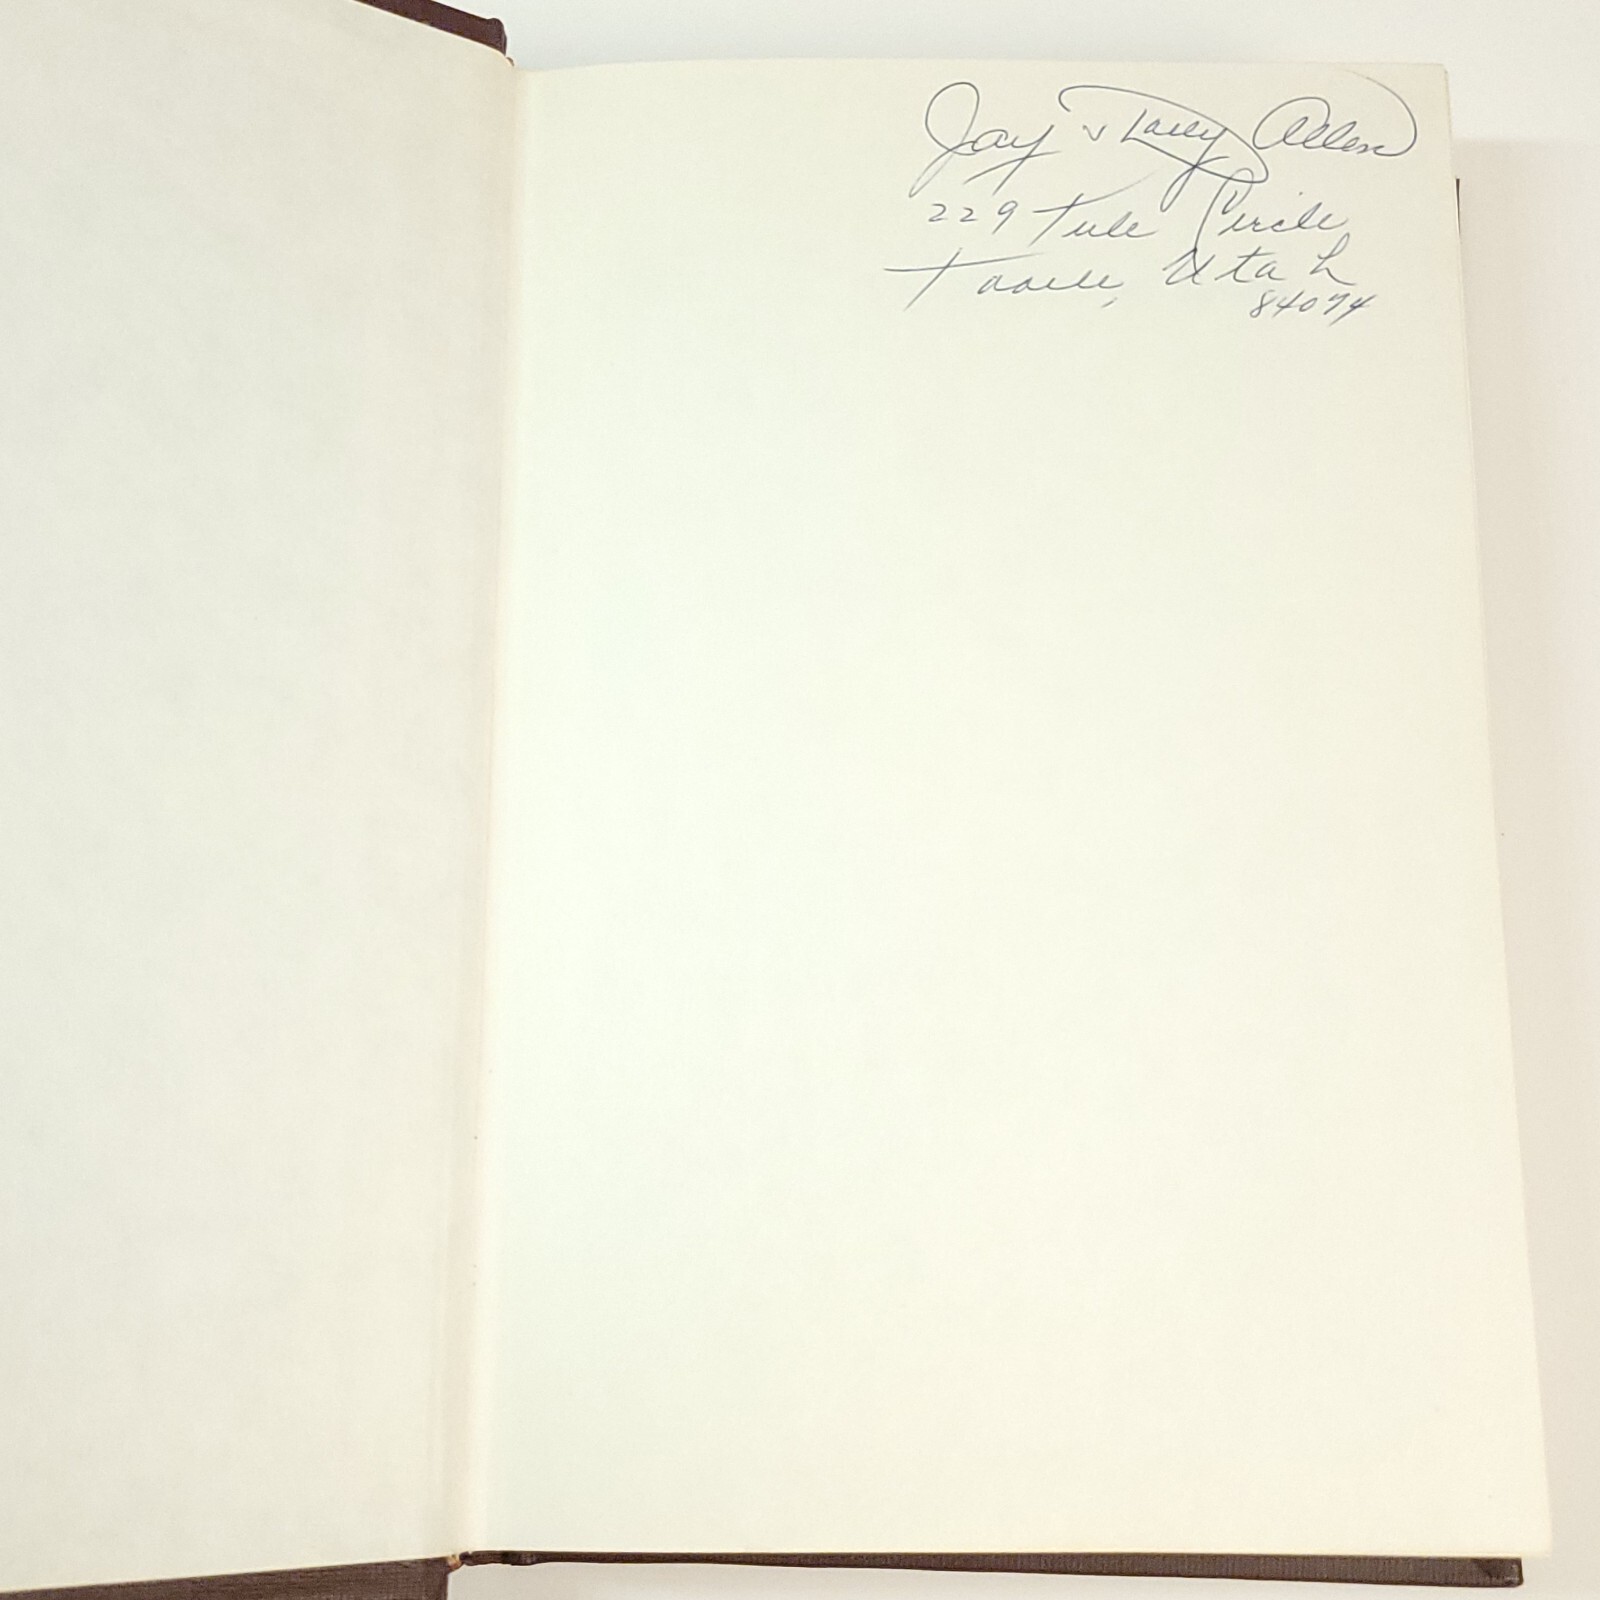 Jay & Allen
229 Tule Circle
Tooele, Utah
84074